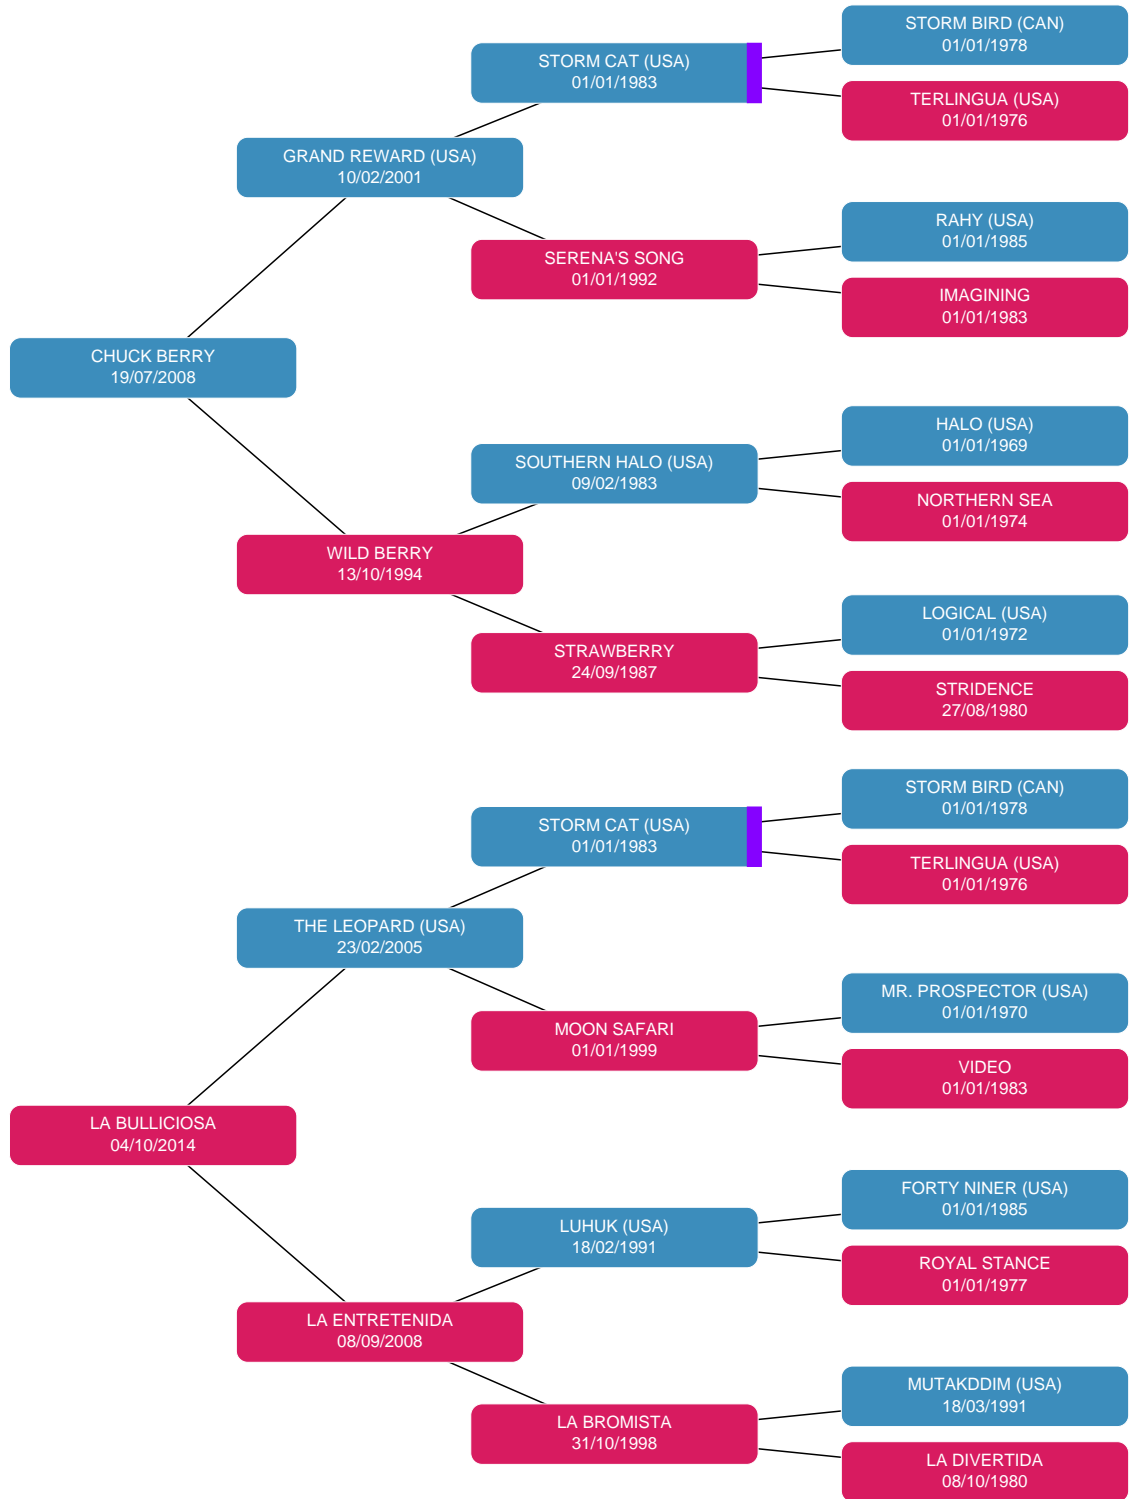 STORM BIRD (CAN)
01/01/1978
STORM CAT (USA)
01/01/1983
TERLINGUA (USA)
01/01/1976
GRAND REWARD (USA)
10/02/2001
RAHY (USA)
01/01/1985
SERENA'S SONG
01/01/1992
IMAGINING
01/01/1983
CHUCK BERRY
19/07/2008
HALO (USA)
01/01/1969
SOUTHERN HALO (USA)
09/02/1983
NORTHERN SEA
01/01/1974
WILD BERRY
13/10/1994
LOGICAL (USA)
01/01/1972
STRAWBERRY
24/09/1987
STRIDENCE
27/08/1980
STORM BIRD (CAN)
01/01/1978
STORM CAT (USA)
01/01/1983
TERLINGUA (USA)
01/01/1976
THE LEOPARD (USA)
23/02/2005
MR. PROSPECTOR (USA)
01/01/1970
MOON SAFARI
01/01/1999
VIDEO
01/01/1983
LA BULLICIOSA
04/10/2014
FORTY NINER (USA)
01/01/1985
LUHUK (USA)
18/02/1991
ROYAL STANCE
01/01/1977
LA ENTRETENIDA
08/09/2008
MUTAKDDIM (USA)
18/03/1991
LA BROMISTA
31/10/1998
LA DIVERTIDA
08/10/1980